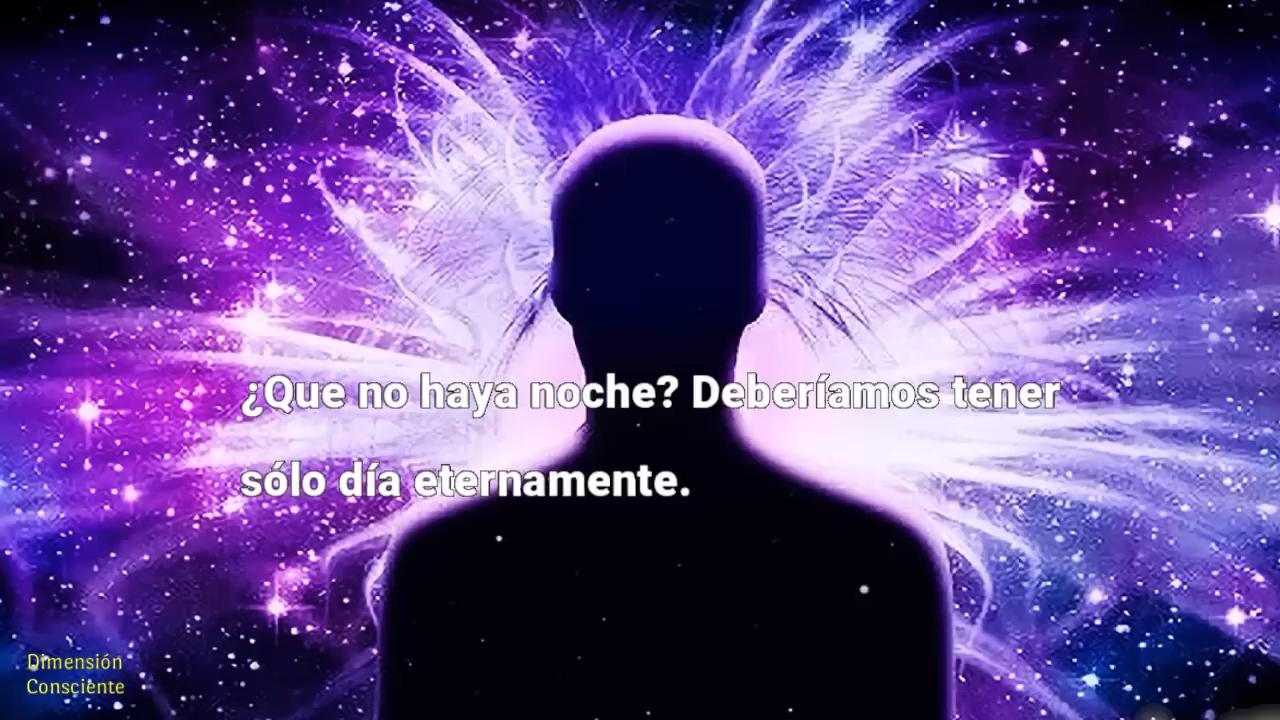 ¿Que no haya noche? Deberíamos tener
sólo día eternamente.
Dimensión
Consciente